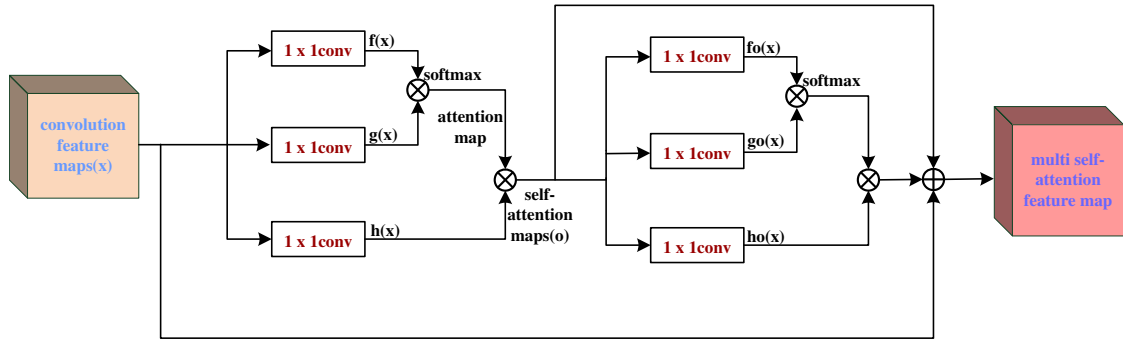 convolution
feature
maps(x)
1 x 1conv
f(x)
softmax
1 x 1conv
g(x)
attention
map
1 x 1conv
h(x)
self-
attention
maps(o)
1 x 1conv
fo(x)
softmax
1 x 1conv
go(x)
1 x 1conv
ho(x)
multi self-
attention
feature map